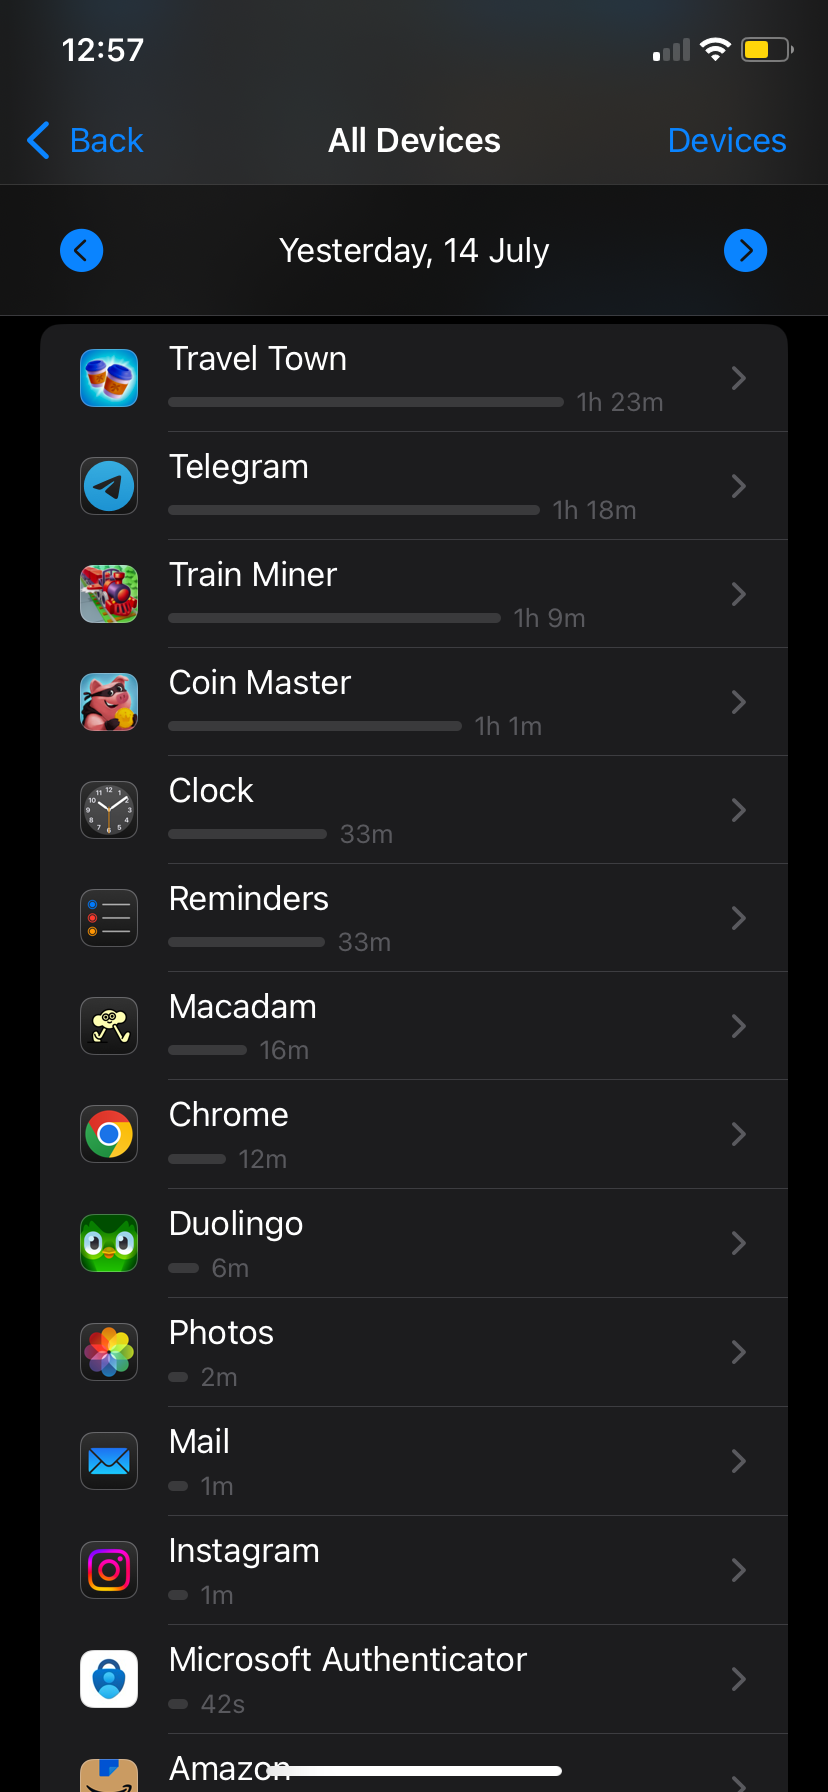 12:57
Back
All Devices
Devices
Yesterday, 14 July
Travel Town
1h 23m
Telegram
1h 18m
Train Miner
1h 9m
Coin Master
1h 1m
Clock
33m
Reminders
33m
Macadam
16m
Chrome
12m
Duolingo
6m
Photos
2m
Mail
1m
Instagram
1m
Microsoft Authenticator
42s
Amazon